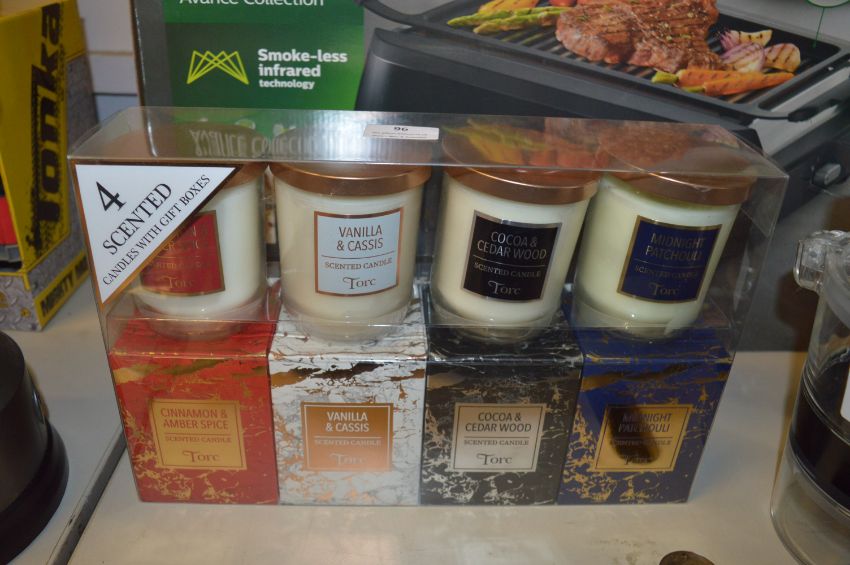 Avance Collection
Smoke-less
infrared
technology
Tonka
MIGHTY
96
4
SCENTED
CANDLES WITH GIFT BOXES
VANILLA
& CASSIS
SCENTED CANDLE
Torc
COCOA &
CEDAR WOOD
SCENTED CANDLE
Torc
MIDNIGHT
PATCHOULI
SCENTED CANDLE
Torc
CINNAMON &
AMBER SPICE
SCENTED CANDLE
Torc
VANILLA & CASSIS
SCENTED CANDLE
Torc
COCOA &
CEDAR WOOD
SCENTED CANDLE
Torc
MIDNIGHT
PATCHOULI
SCENTED CANDLE
Torc